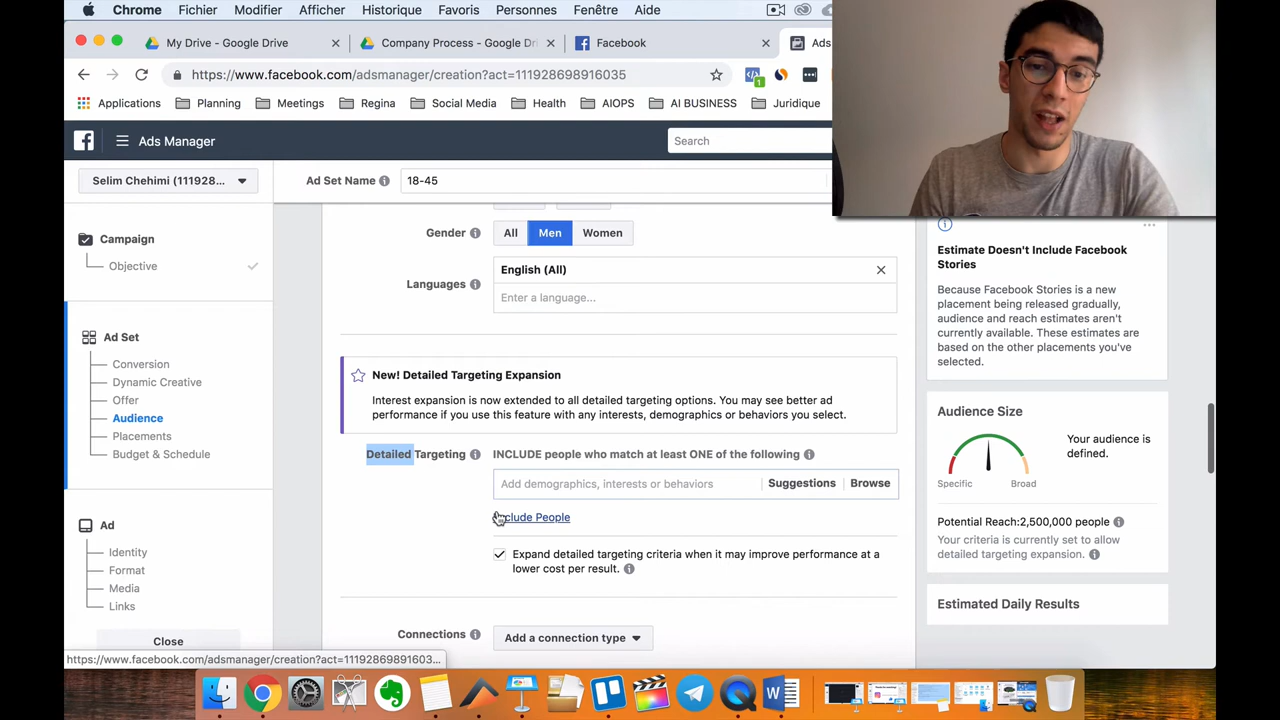 Chrome Fichier Modifier Afficher Historique Favoris Personnes Fenêtre Aide
My Drive - Google Drive
Company Process - Google Dr
Facebook
Ads
https://www.facebook.com/adsmanager/creation?act=111928698916035
1
Applications Planning Meetings Regina Social Media Health AIOPS AI BUSINESS Juridique
Ads Manager
Search
Selim Chehimi (111928...
Ad Set Name
18-45
Campaign
Objective
Ad Set
Conversion
Dynamic Creative
Offer
Audience
Placements
Budget & Schedule
Ad
Identity
Format
Media
Links
Close
Gender
All
Men
Women
Languages
English (All)
Enter a language...
New! Detailed Targeting Expansion
Interest expansion is now extended to all detailed targeting options. You may see better ad
performance if you use this feature with any interests, demographics or behaviors you select.
Detailed Targeting
INCLUDE people who match at least ONE of the following
Add demographics, interests or behaviors
Suggestions
Browse
clude People
Expand detailed targeting criteria when it may improve performance at a
lower cost per result.
Connections
Add a connection type
Estimate Doesn't Include Facebook
Stories
Because Facebook Stories is a new
placement being released gradually,
audience and reach estimates aren't
currently available. These estimates are
based on the other placements you've
selected.
Audience Size
Your audience is
defined.
Specific
Broad
Potential Reach:2,500,000 people
Your criteria is currently set to allow
detailed targeting expansion.
Estimated Daily Results
https://www.facebook.com/adsmanager/creation?act=11192869891603...